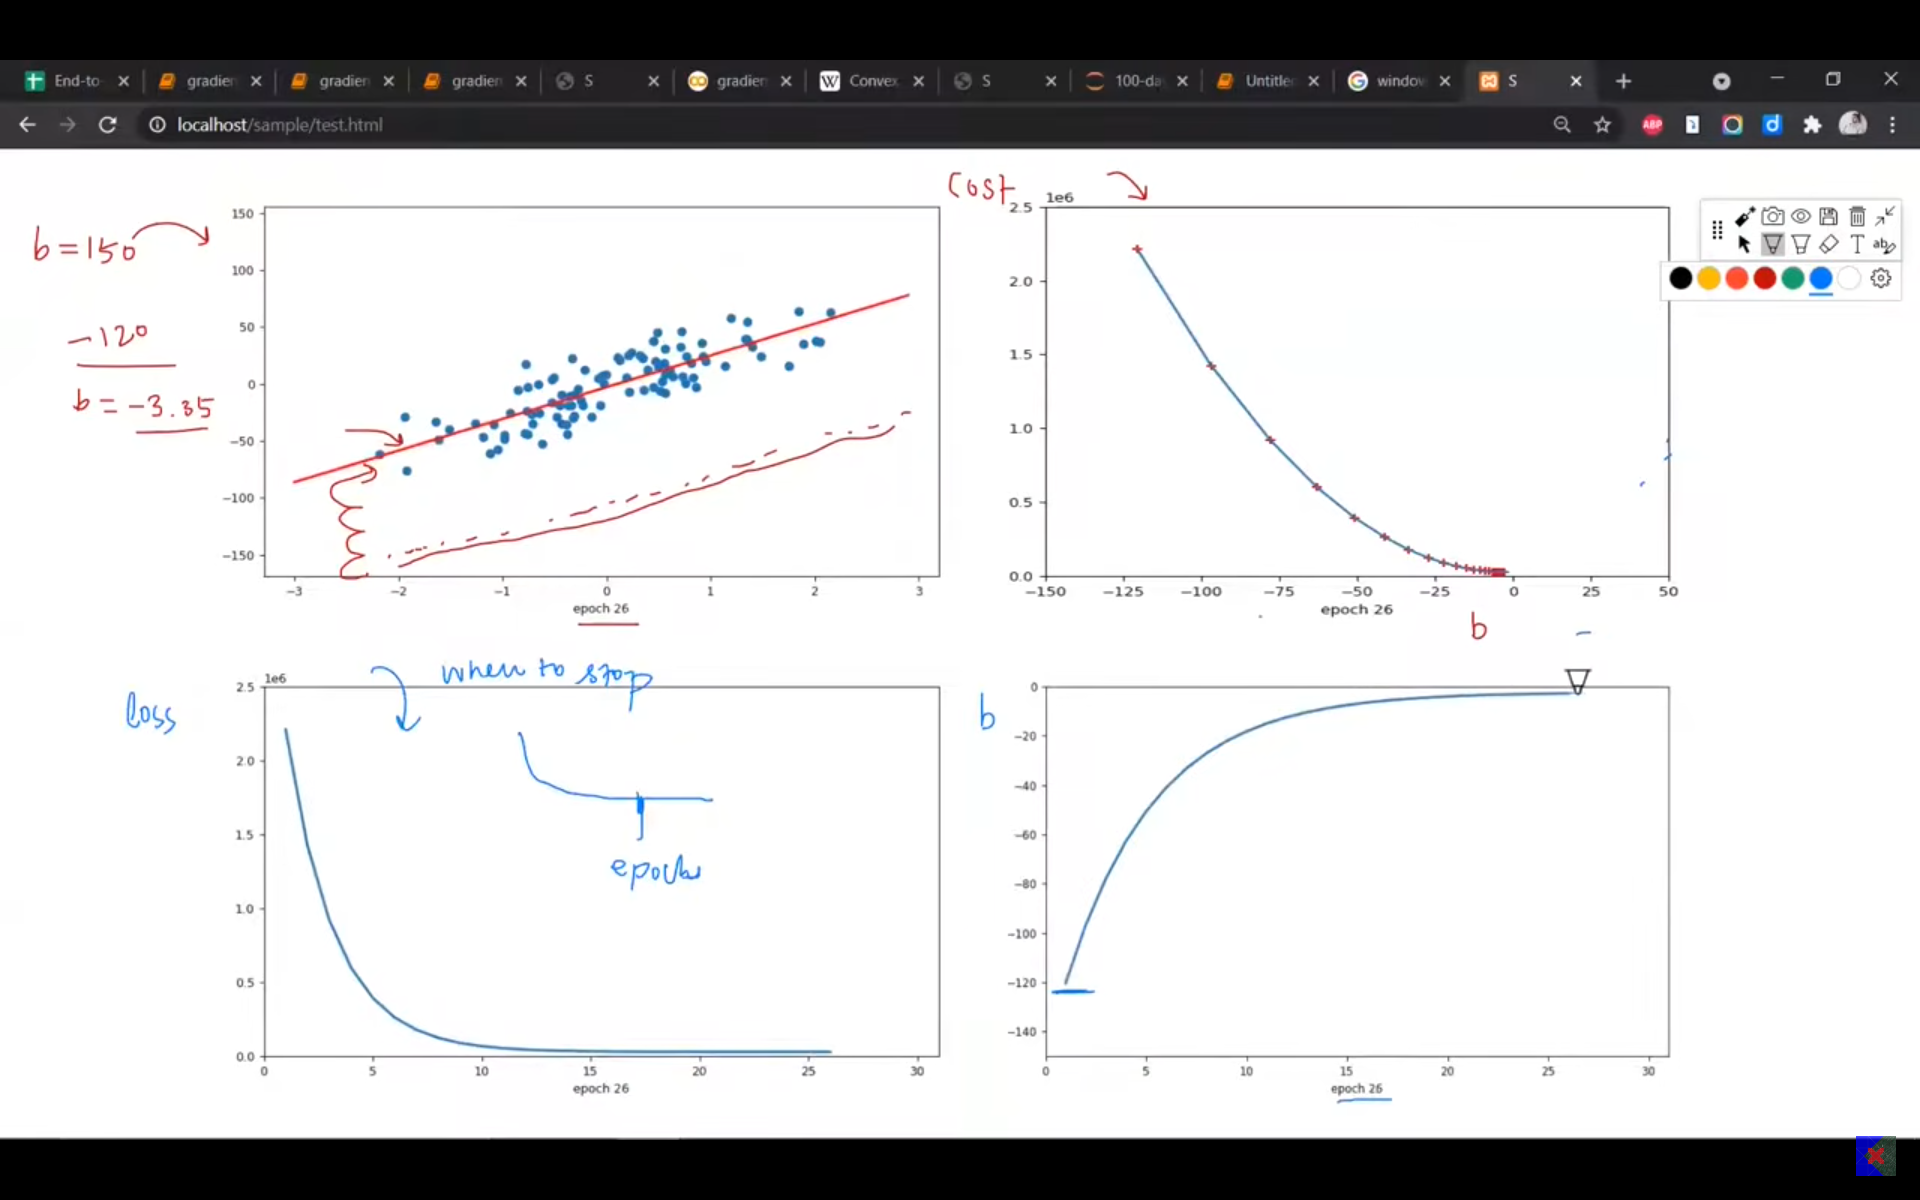 End-to-
gradien
gradien
gradien
S
gradien
Convex
S
100-da
Untitle
window
S
localhost/sample/test.html
ABP
b = 150
-120
b = -3.35
150
100
50
0
−50
−100
−150
−3 −2 −1 0 1 2 3
epoch 26
Cost
1e6
2.5
2.0
1.5
1.0
0.5
0.0
−150 −125 −100 −75 −50 −25 0 25 50
epoch 26
b
T ab
loss
when to stop
1e6
2.5
2.0
1.5
1.0
0.5
0.0
epochs
0 5 10 15 20 25 30
epoch 26
b
0
−20
−40
−60
−80
−100
−120
−140
0 5 10 15 20 25 30
epoch 26